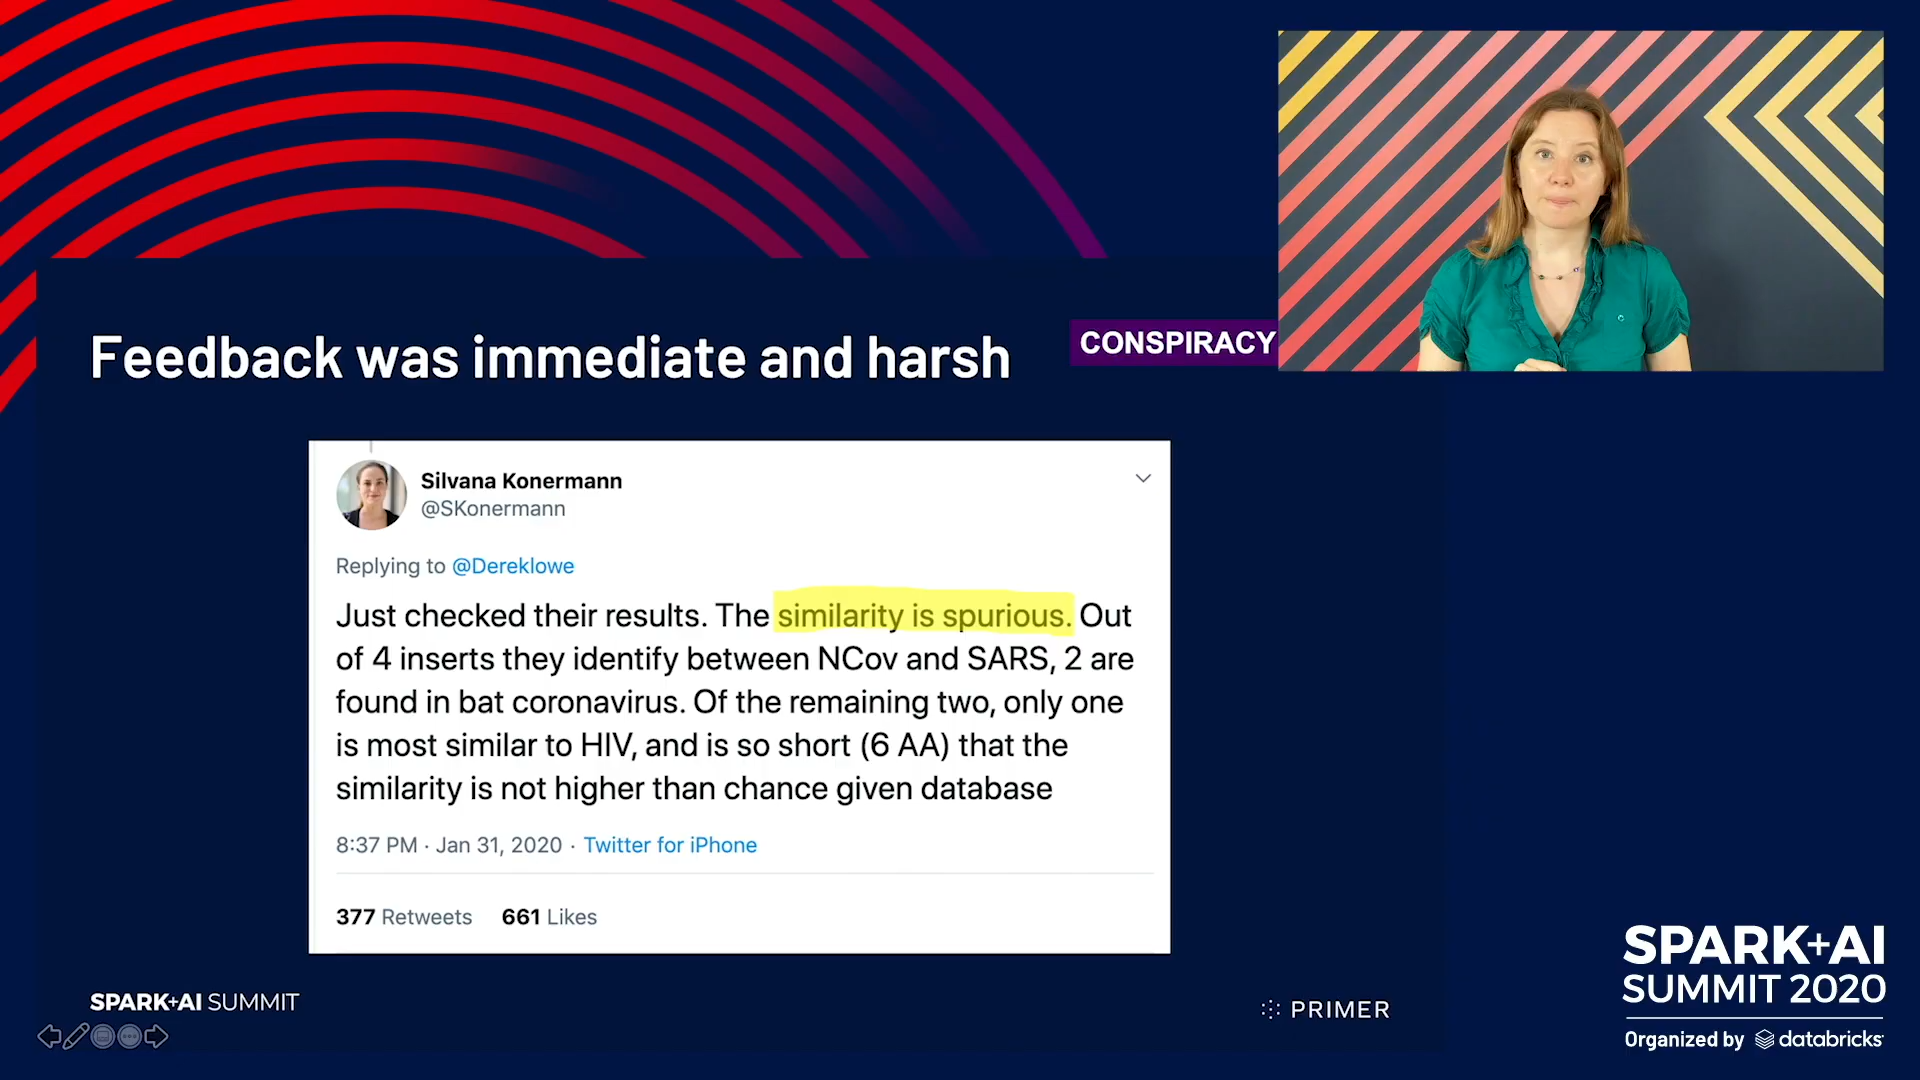 Feedback was immediate and harsh
CONSPIRACY
Silvana Konermann
@SKonermann
Replying to @Dereklowe
Just checked their results. The similarity is spurious. Out
of 4 inserts they identify between NCov and SARS, 2 are
found in bat coronavirus. Of the remaining two, only one
is most similar to HIV, and is so short (6 AA) that the
similarity is not higher than chance given database
8:37 PM · Jan 31, 2020 · Twitter for iPhone
377 Retweets 661 Likes
SPARK+AI SUMMIT
PRIMER
SPARK+AI
SUMMIT 2020
Organized by databricks